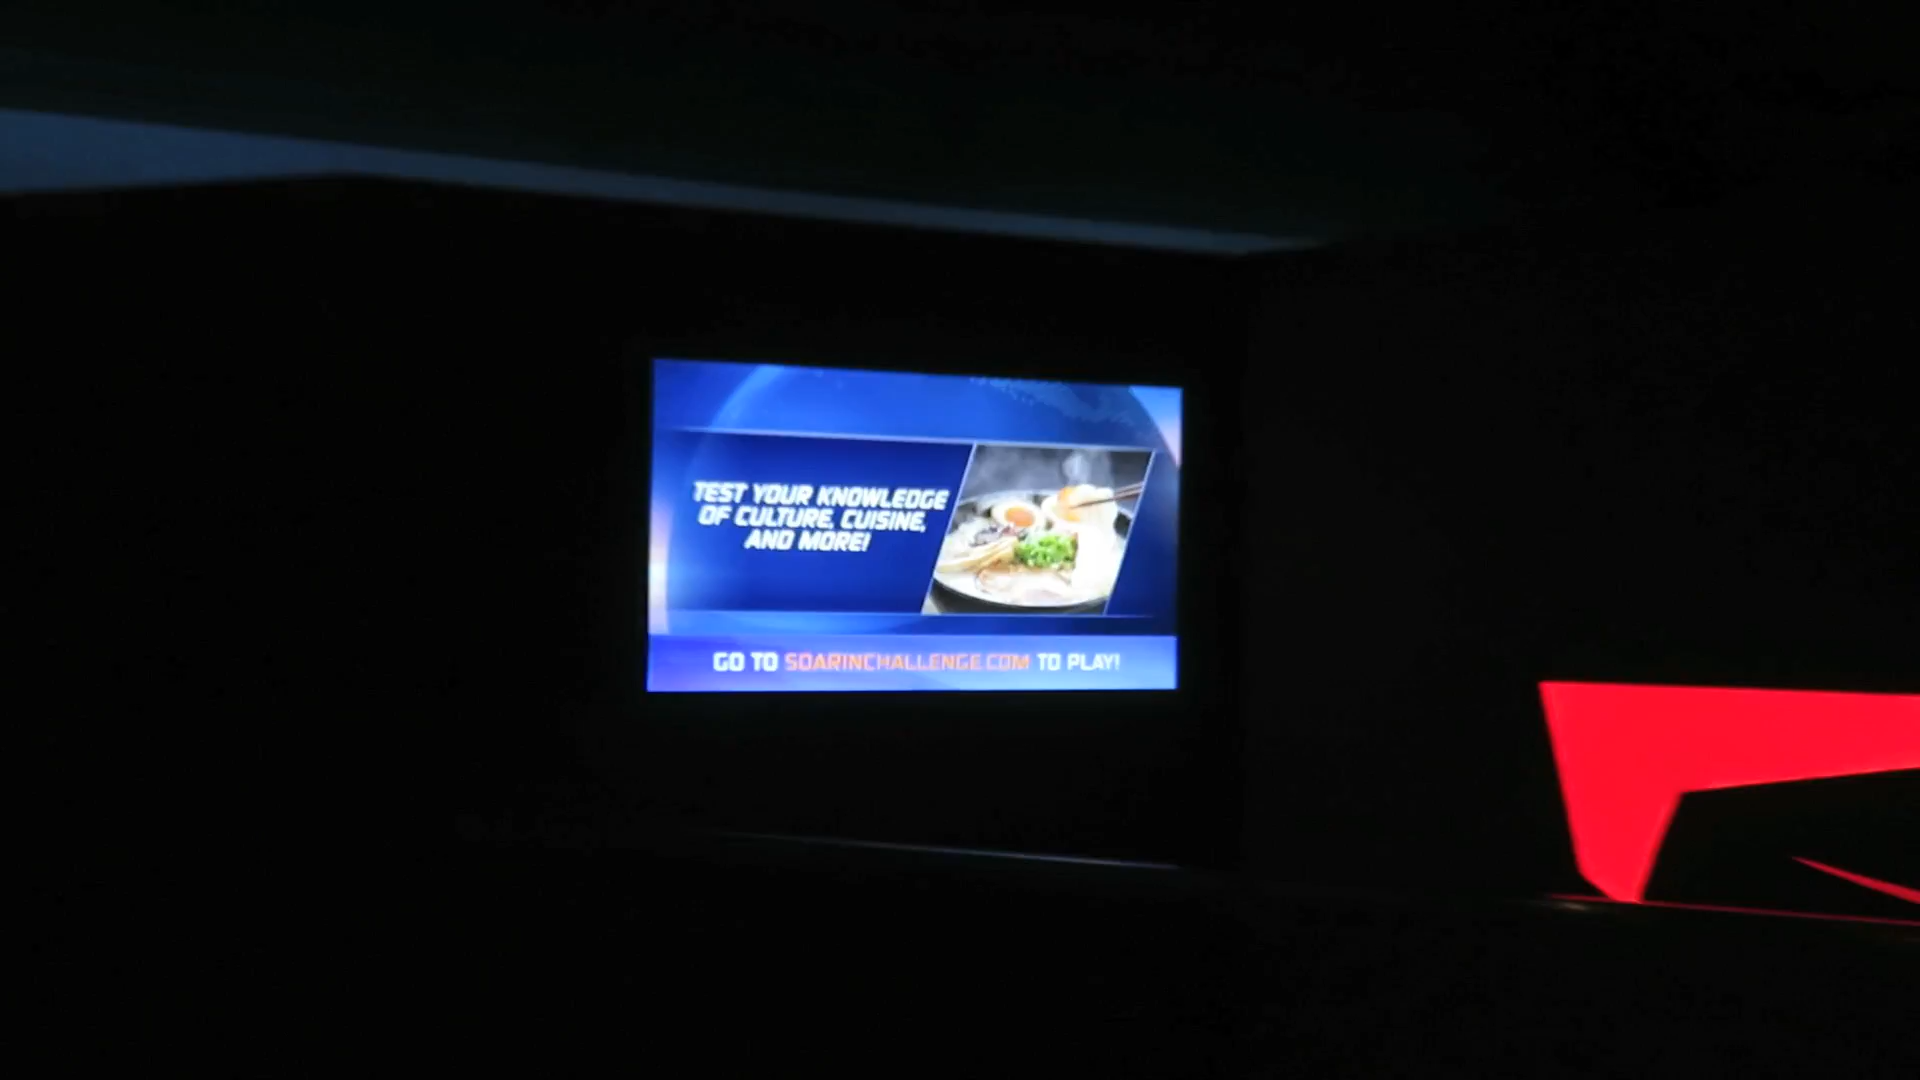 TEST YOUR KNOWLEDGE
OF CULTURE, CUISINE,
AND MORE!
GO TO SOARINCHALLENGE.COM TO PLAY!